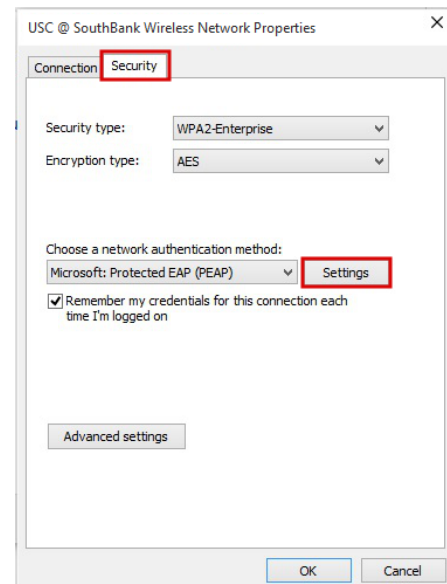 USC @ SouthBank Wireless Network Properties
Connection Security
Security type: WPA2-Enterprise
Encryption type: AES
Choose a network authentication method:
Microsoft: Protected EAP (PEAP) Settings
Remember my credentials for this connection each
time I'm logged on
Advanced settings
OK Cancel